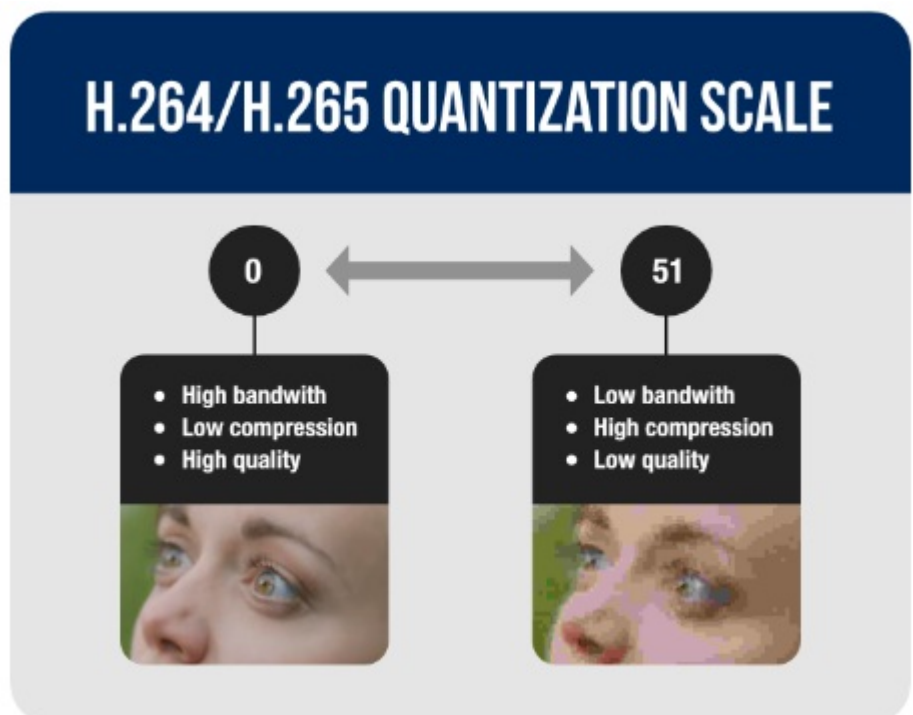 H.264/H.265 QUANTIZATION SCALE
0
51
• High bandwith
• Low compression
• High quality
• Low bandwith
• High compression
• Low quality